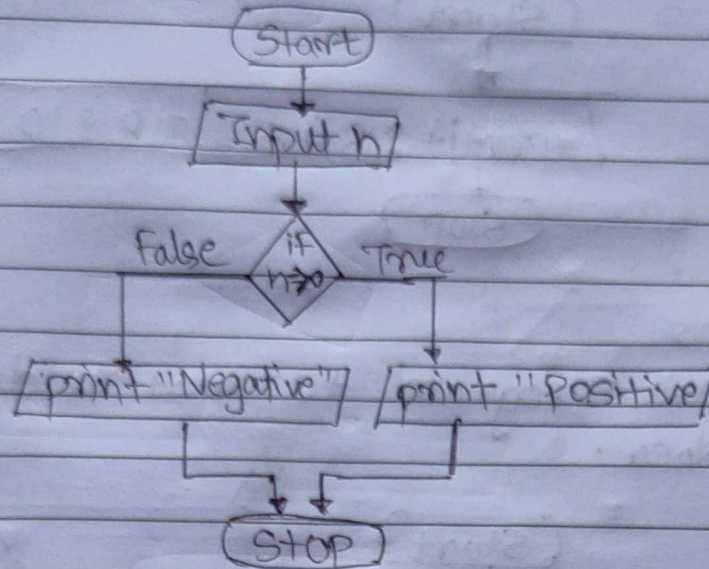 Start
Input n
if
n>0
False
True
print "Negative"
print "Positive
Stop